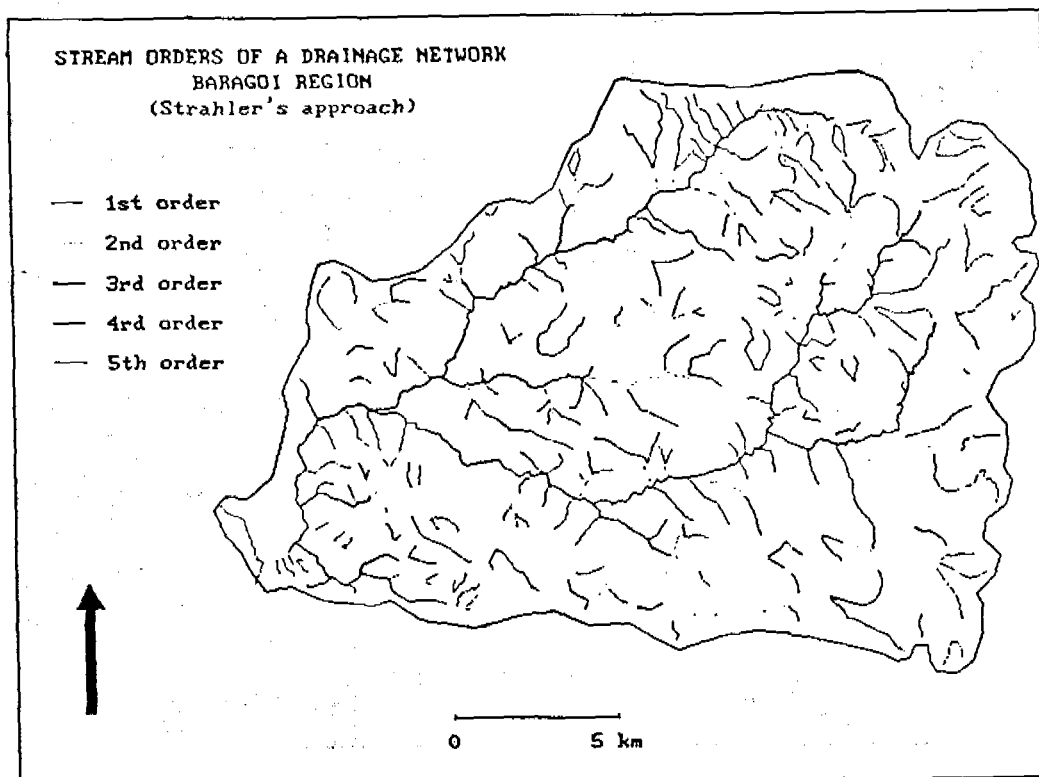 STREAM ORDERS OF A DRAINAGE NETWORK
BARAGOI REGION
(Strahler's approach)
1st order
2nd order
3rd order
4rd order
5th order
0 5 km